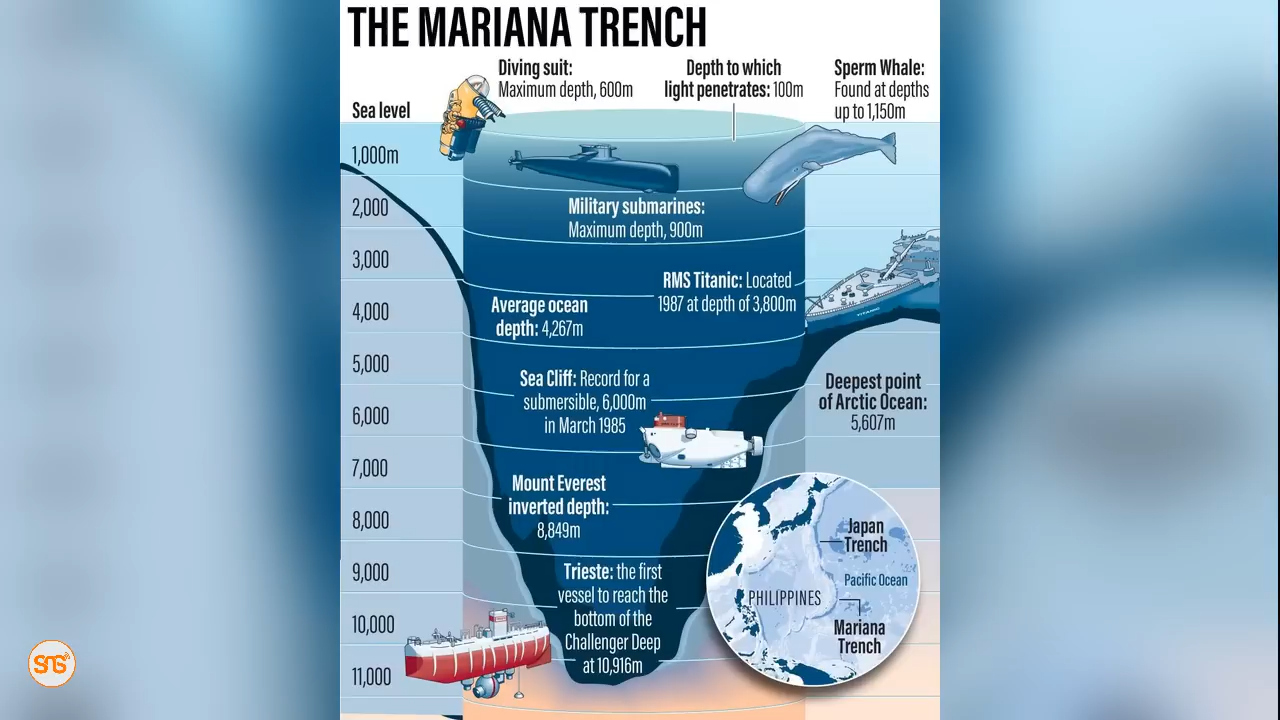 THE MARIANA TRENCH
Diving suit:
Maximum depth, 600m
Depth to which
light penetrates: 100m
Sperm Whale:
Found at depths
up to 1,150m
Sea level
1,000m
2,000
3,000
4,000
5,000
6,000
7,000
8,000
9,000
10,000
11,000
Military submarines:
Maximum depth, 900m
RMS Titanic: Located
1987 at depth of 3,800m
TITANIC
Average ocean
depth: 4,267m
Sea Cliff: Record for a
submersible, 6,000m
in March 1985
Deepest point
of Arctic Ocean:
5,607m
Mount Everest
inverted depth:
8,849m
Trieste: the first
vessel to reach the
bottom of the
Challenger Deep
at 10,916m
Japan
Trench
Pacific Ocean
PHILIPPINES
Mariana
Trench
SNS